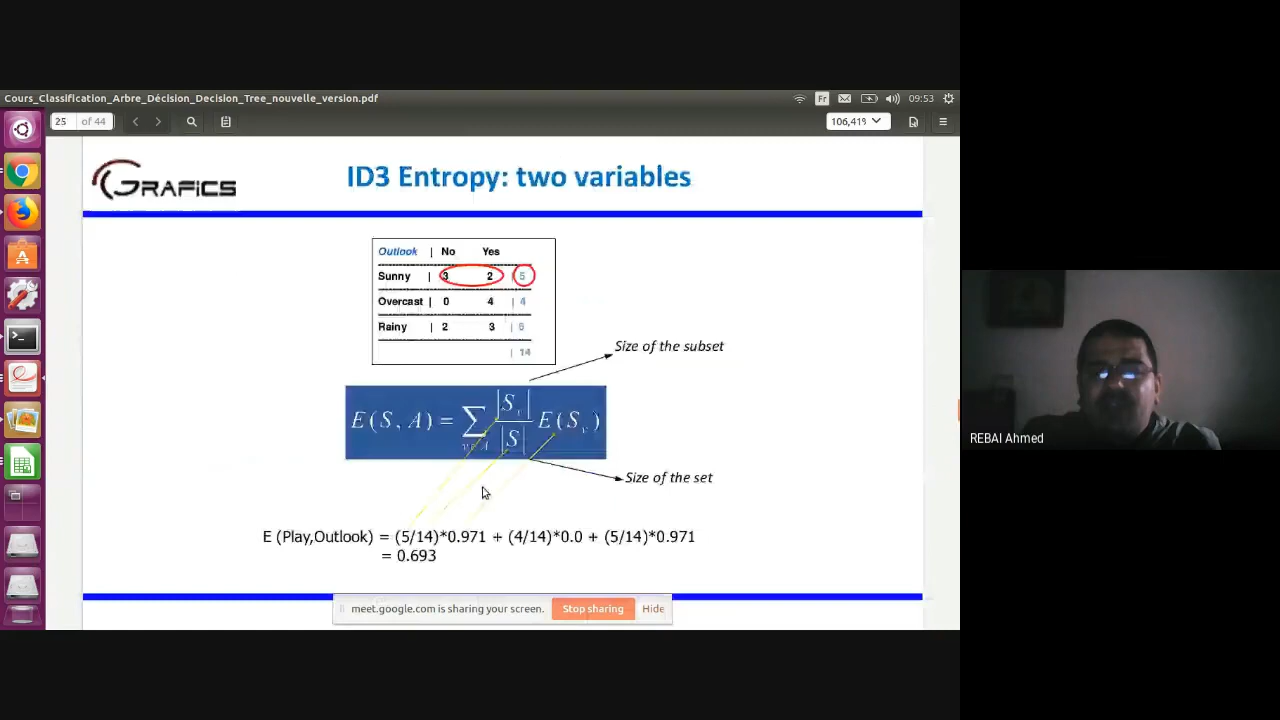 Cours_Classification_Arbre_Décision_Decision_Tree_nouvelle_version.pdf
Fr
09:53
25 of 44
106,41%
GRAFICS
ID3 Entropy: two variables
Outlook | No Yes
Sunny | 3 2 | 5
Overcast | 0 4 | 4
Rainy | 2 3 | 5
| 14
Size of the subset
E(S, A) = ∑ |Sᵥ| / |S| E(Sᵥ)
v∈A
Size of the set
E (Play,Outlook) = (5/14)*0.971 + (4/14)*0.0 + (5/14)*0.971
= 0.693
meet.google.com is sharing your screen.
Stop sharing
Hide
REBAI Ahmed